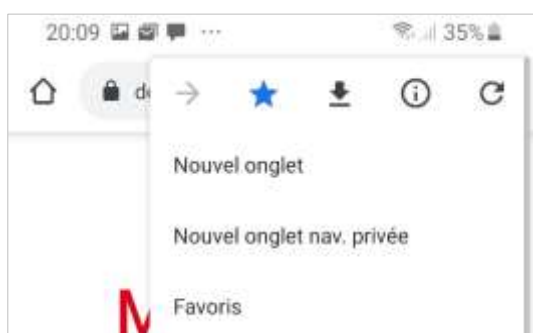 20:09 35%
d
Nouvel onglet
Nouvel onglet nav. privée
Favoris
M